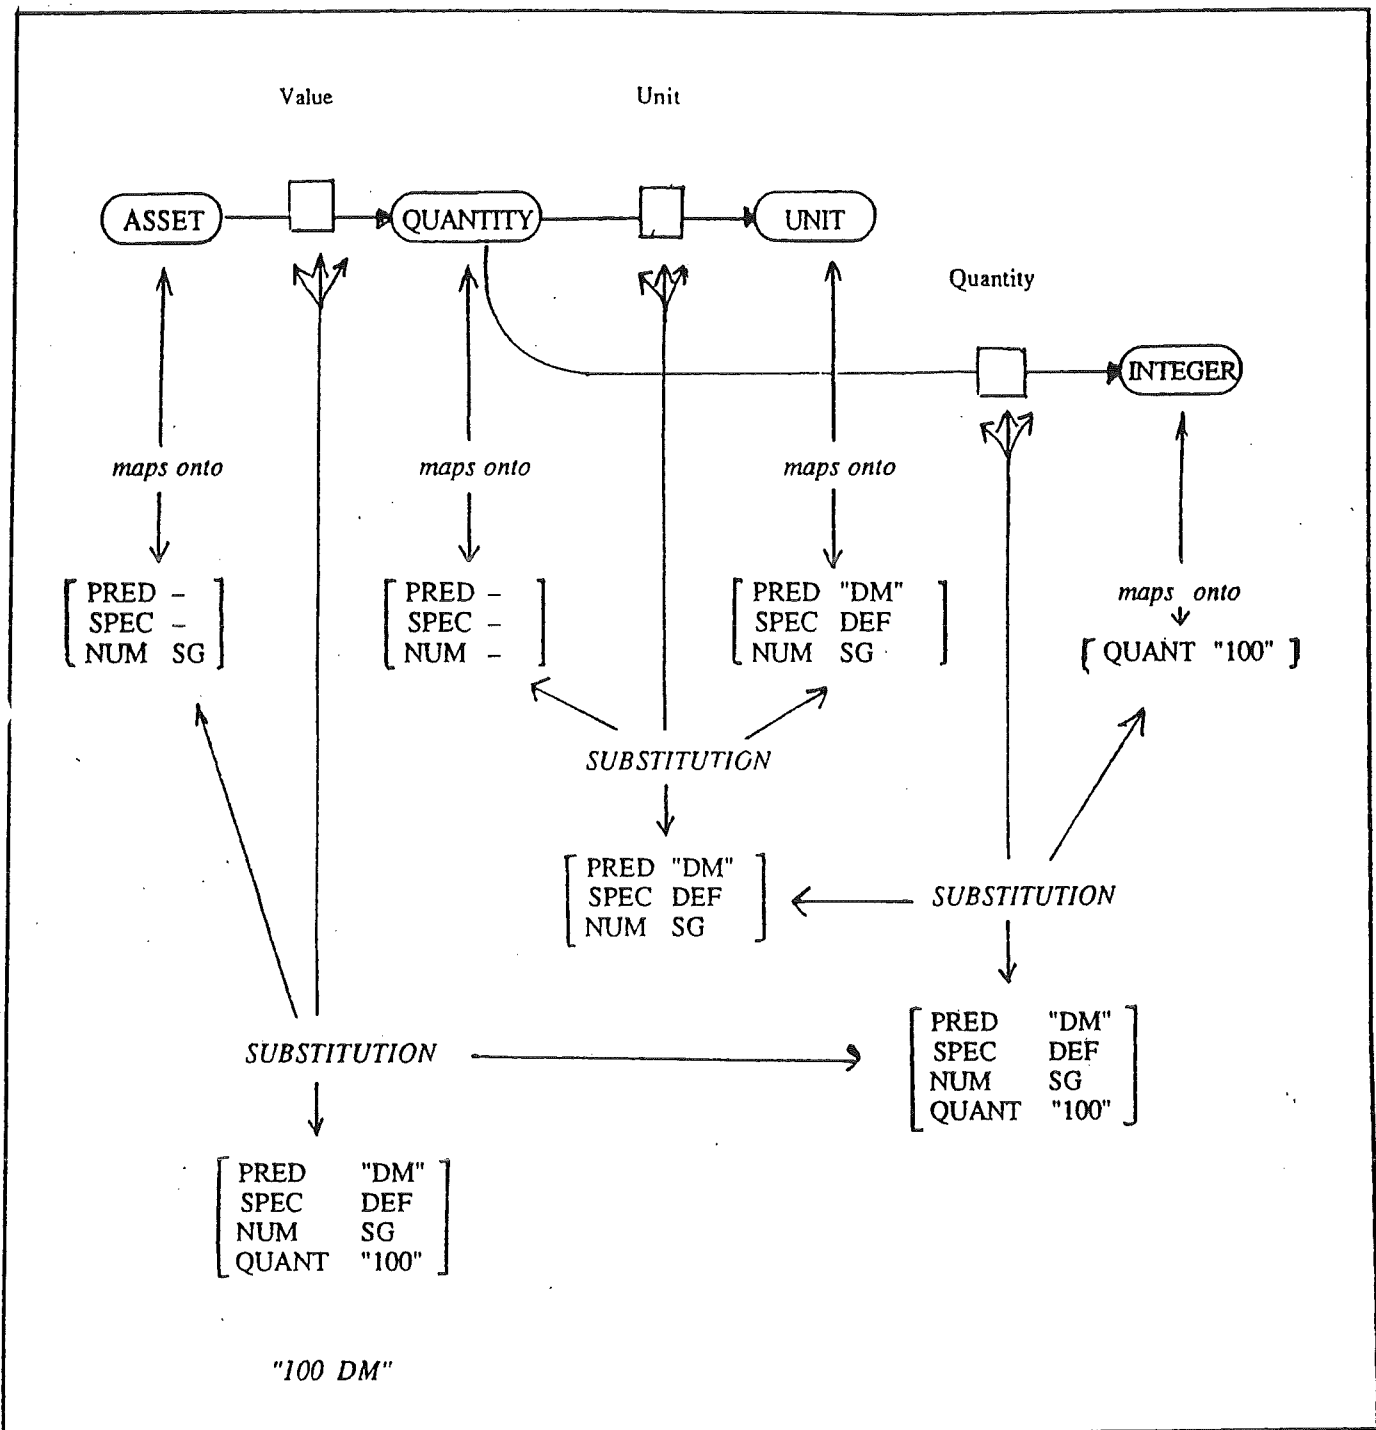 Value
Unit
ASSET
QUANTITY
UNIT
Quantity
INTEGER
maps onto
maps onto
maps onto
maps onto
[ PRED –
SPEC –
NUM SG ]
[ PRED –
SPEC –
NUM – ]
[ PRED "DM"
SPEC DEF
NUM SG ]
[ QUANT "100" ]
SUBSTITUTION
[ PRED "DM"
SPEC DEF
NUM SG ]
SUBSTITUTION
[ PRED "DM"
SPEC DEF
NUM SG
QUANT "100" ]
SUBSTITUTION
[ PRED "DM"
SPEC DEF
NUM SG
QUANT "100" ]
"100 DM"